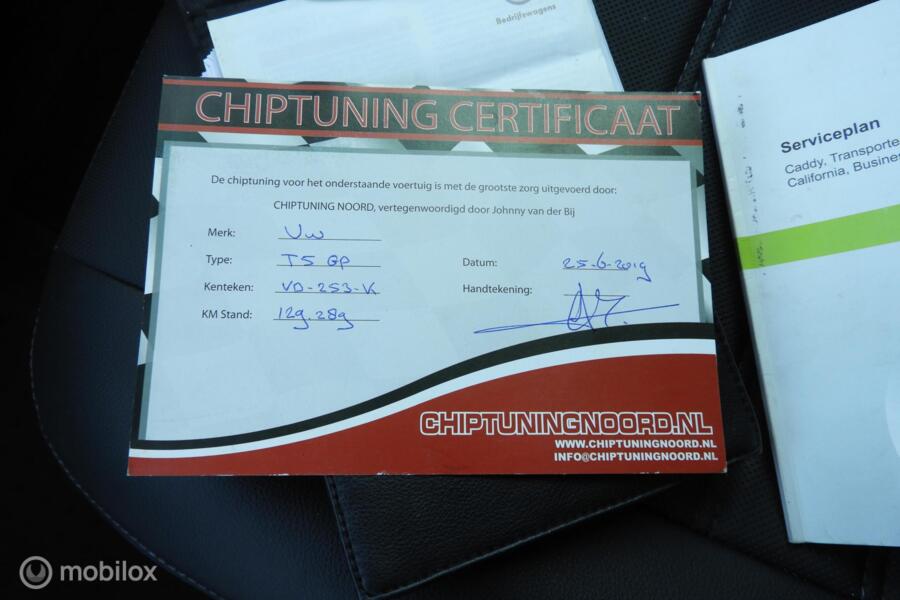 Bedrijfswagens
CHIPTUNING CERTIFICAAT
De chiptuning voor het onderstaande voertuig is met de grootste zorg uitgevoerd door:
CHIPTUNING NOORD, vertegenwoordigd door Johnny van der Bij
Merk: VW
Type: T5 GP
Kenteken: VD-253-K
KM Stand: 129.289
Datum: 25-6-2019
Handtekening:
CHIPTUNINGNOORD.NL
WWW.CHIPTUNINGNOORD.NL
INFO@CHIPTUNINGNOORD.NL
Serviceplan
Caddy, Transporte
California, Busines
mobilox